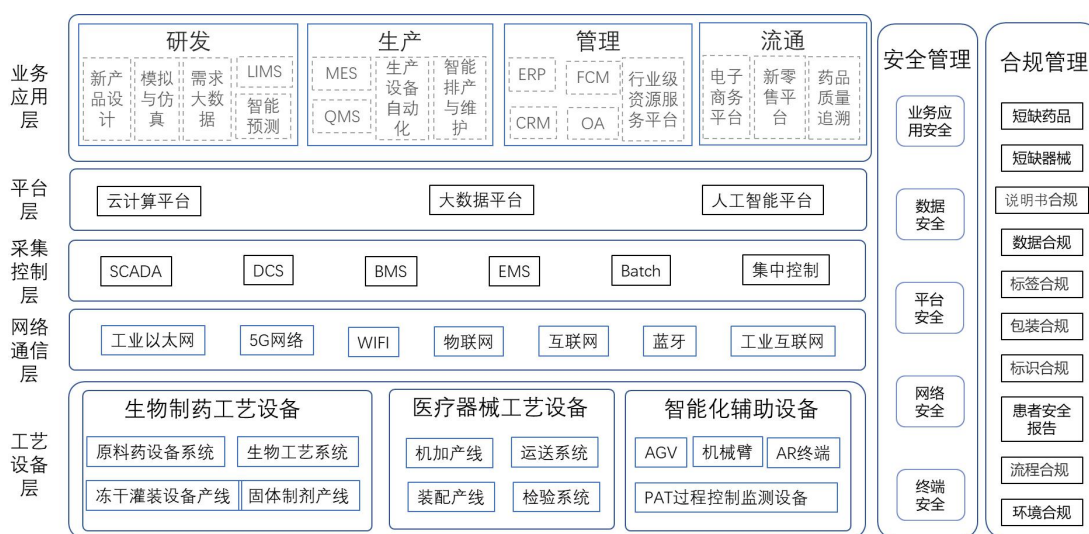 业务
应用
层
研发
新产
品设
计
模拟
与仿
真
需求
大数
据
LIMS
智能
预测
生产
MES
QMS
生产
设备
自动
化
智能
排产
与维
护
管理
ERP
FCM
CRM
OA
行业级
资源服
务平台
流通
电子
商务
平台
新零
售平
台
药品
质量
追溯
平台
层
云计算平台
大数据平台
人工智能平台
采集
控制
层
SCADA
DCS
BMS
EMS
Batch
集中控制
网络
通信
层
工业以太网
5G网络
WIFI
物联网
互联网
蓝牙
工业互联网
工艺
设备
层
生物制药工艺设备
原料药设备系统
生物工艺系统
冻干灌装设备产线
固体制剂产线
医疗器械工艺设备
机加产线
运送系统
装配产线
检验系统
智能化辅助设备
AGV
机械臂
AR终端
PAT过程控制监测设备
安全管理
业务应
用安全
数据
安全
平台
安全
网络
安全
终端
安全
合规管理
短缺药品
短缺器械
说明书合规
数据合规
标签合规
包装合规
标识合规
患者安全
报告
流程合规
环境合规